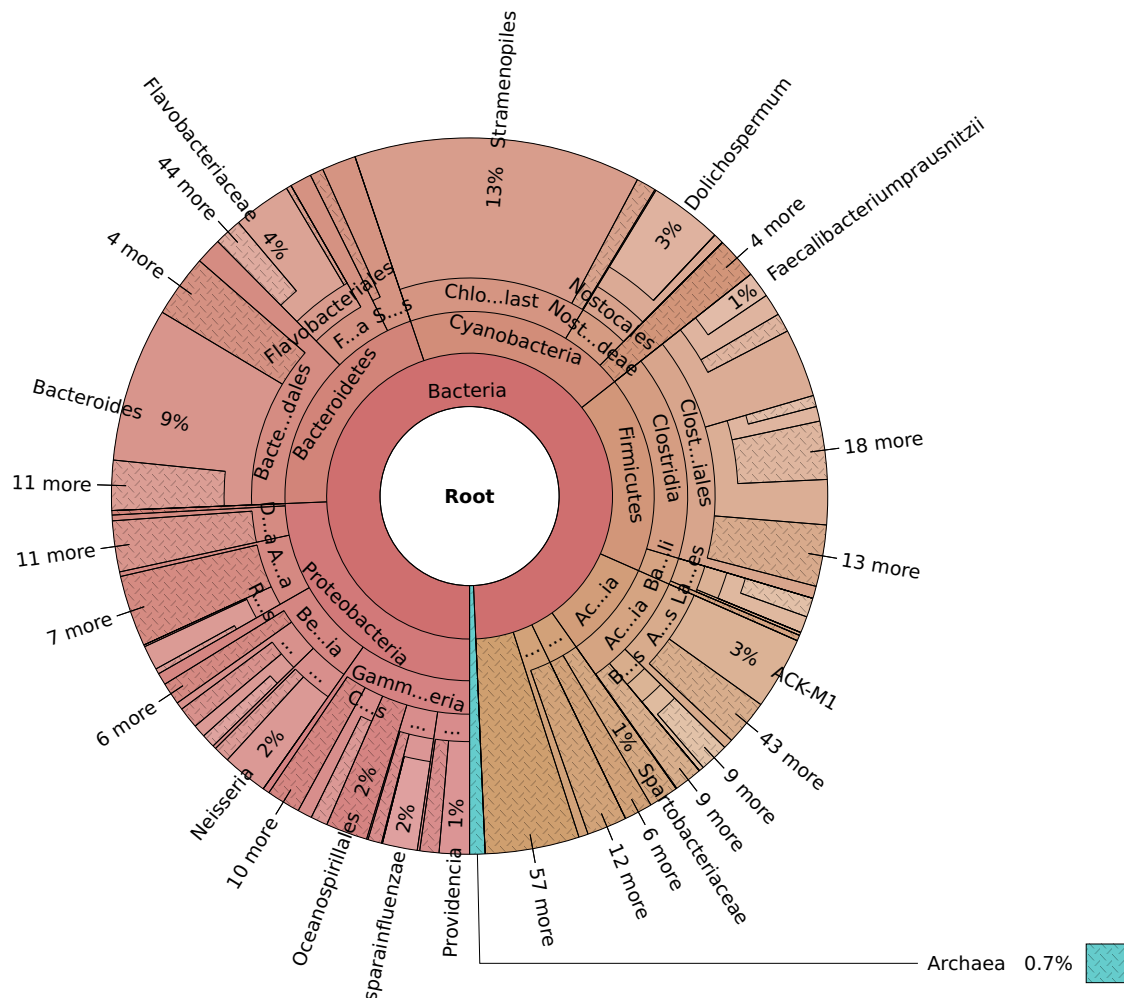 Root
Bacteria
Cyanobacteria
Chlo...last
Nost...deae
Nostocales
Stramenopiles
13%
Dolichospermum
3%
4 more
Faecalibacteriumprausnitzii
1%
Firmicutes
Clostridia
Clost...iales
18 more
13 more
Ba...li
La...es
Ac...ia
Ac...ia
A...s
B...s
ACK-M1
3%
43 more
9 more
9 more
...
...
Spartobacteriaceae
1%
6 more
12 more
57 more
Archaea 0.7%
Proteobacteria
Gamm...eria
...
...
C...s
Providencia
1%
sparainfluenzae
2%
Oceanospirillales
2%
10 more
Be...ia
...
...
Neisseria
2%
6 more
A...a
R...s
7 more
D...a
11 more
Bacteroidetes
Bacte...dales
11 more
Bacteroides
9%
4 more
F...a
Flavobacteriales
S...s
44 more
Flavobacteriaceae
4%